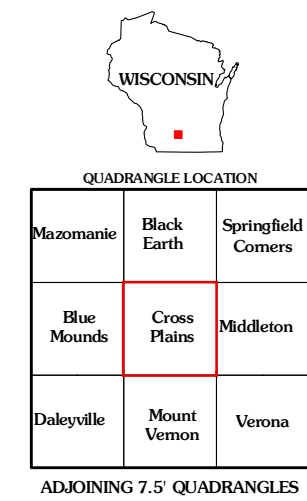 WISCONSIN
QUADRANGLE LOCATION
Mazomanie
Black
Earth
Springfield
Corners
Blue
Mounds
Cross
Plains
Middleton
Daleyville
Mount
Vernon
Verona
ADJOINING 7.5' QUADRANGLES